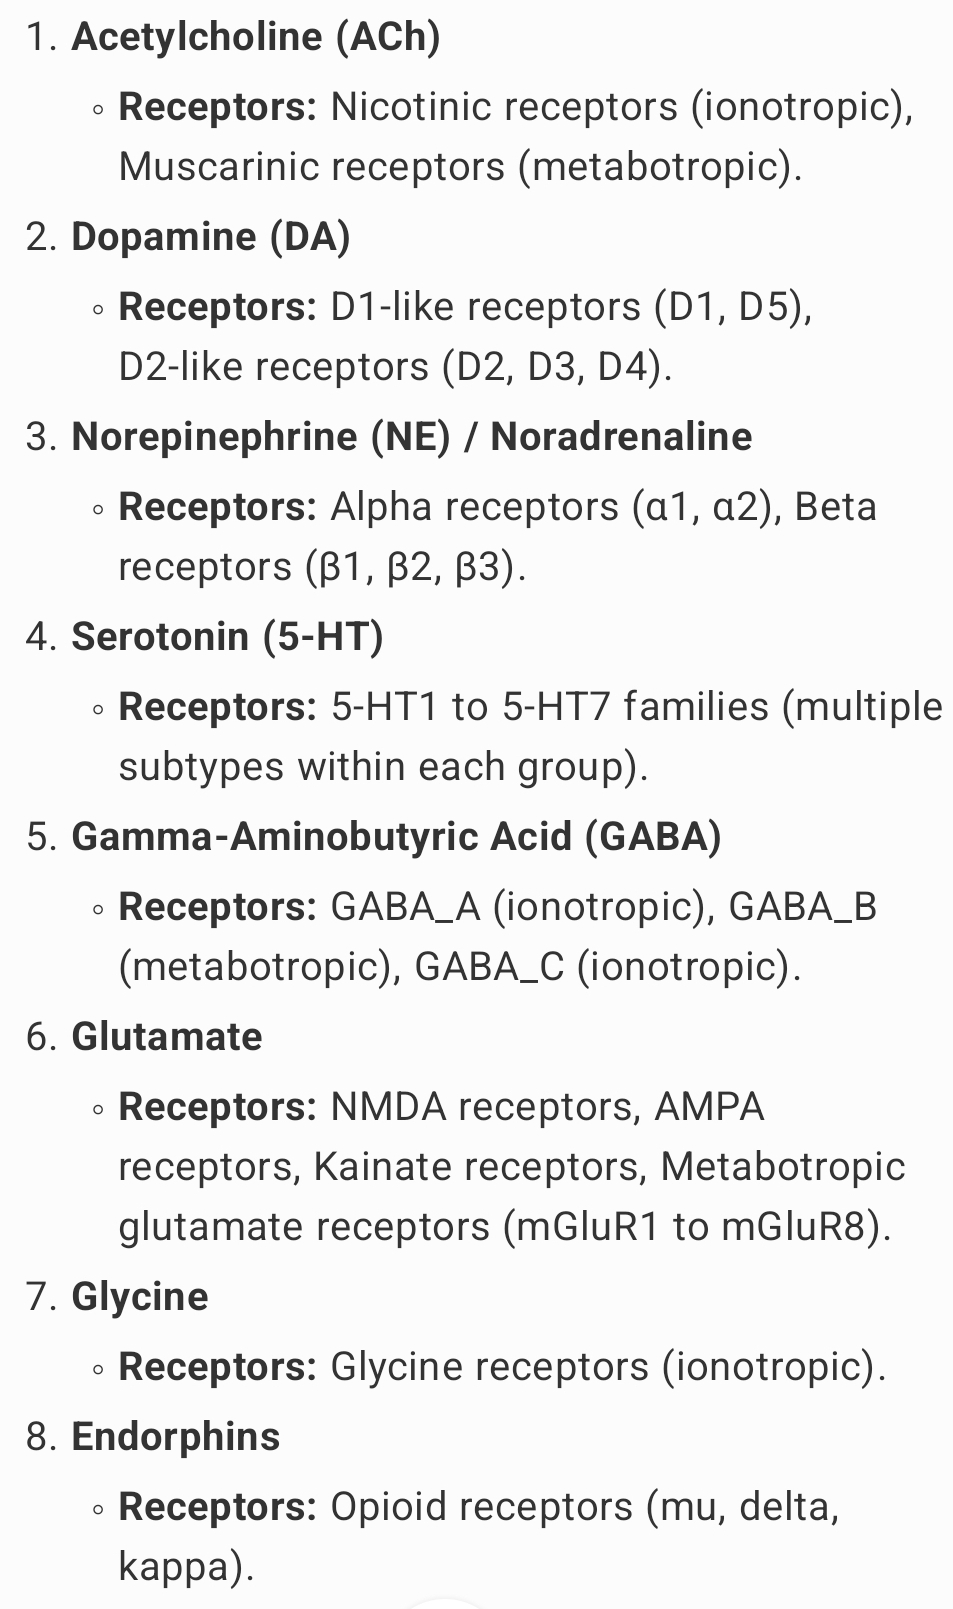 1. Acetylcholine (ACh)
◦ Receptors: Nicotinic receptors (ionotropic),
Muscarinic receptors (metabotropic).
2. Dopamine (DA)
◦ Receptors: D1-like receptors (D1, D5),
D2-like receptors (D2, D3, D4).
3. Norepinephrine (NE) / Noradrenaline
◦ Receptors: Alpha receptors (α1, α2), Beta
receptors (β1, β2, β3).
4. Serotonin (5-HT)
◦ Receptors: 5-HT1 to 5-HT7 families (multiple
subtypes within each group).
5. Gamma-Aminobutyric Acid (GABA)
◦ Receptors: GABA_A (ionotropic), GABA_B
(metabotropic), GABA_C (ionotropic).
6. Glutamate
◦ Receptors: NMDA receptors, AMPA
receptors, Kainate receptors, Metabotropic
glutamate receptors (mGluR1 to mGluR8).
7. Glycine
◦ Receptors: Glycine receptors (ionotropic).
8. Endorphins
◦ Receptors: Opioid receptors (mu, delta,
kappa).